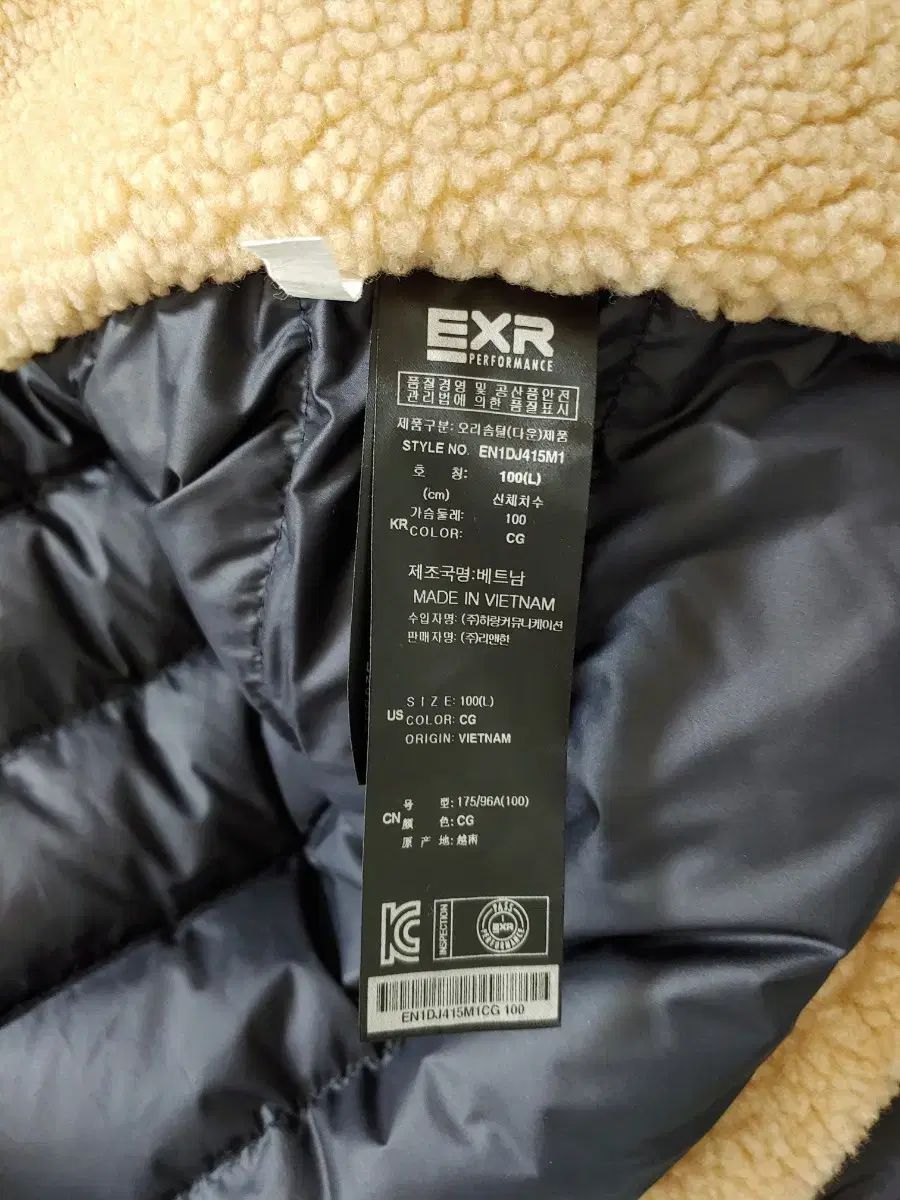 EXR
PERFORMANCE
품질경영 및 공산품안전
관리법에 의한 품질표시
제품구분: 오리솜털(다운)제품
STYLE NO. EN1DJ415M1
호 칭: 100(L)
(cm) 신체치수
가슴둘레: 100
KR COLOR: CG
제조국명:베트남
MADE IN VIETNAM
수입자명: (주)하랑커뮤니케이션
판매자명: (주)리앤한
SIZE: 100(L)
US COLOR: CG
ORIGIN: VIETNAM
号 型: 175/96A(100)
CN 颜 色: CG
原 产 地: 越南
KC
INSPECTION
PASS
EXR
PERFORMANCE
EN1DJ415M1CG 100